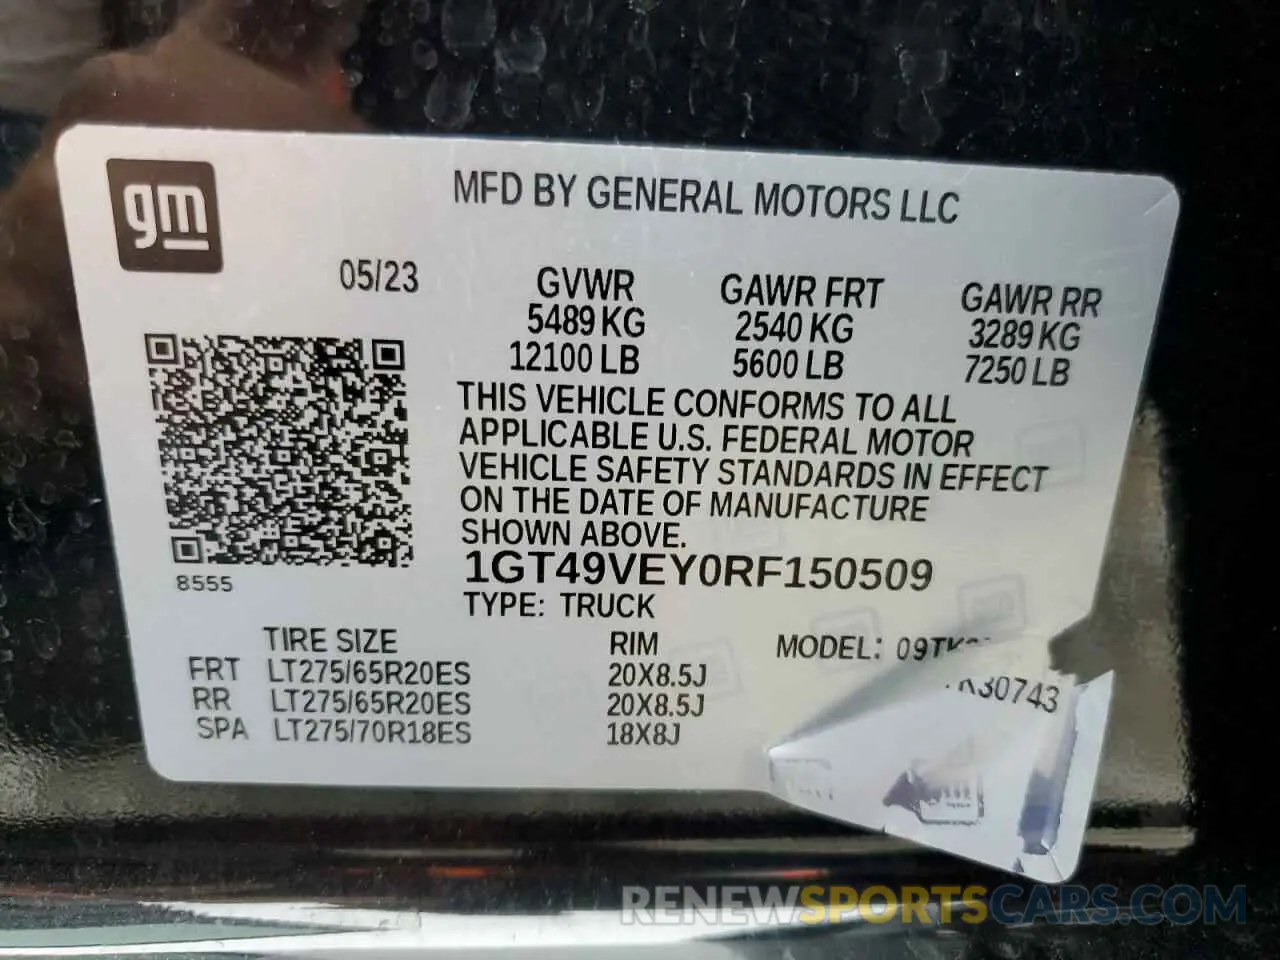 gm
MFD BY GENERAL MOTORS LLC
05/23
GVWR GAWR FRT GAWR RR
5489 KG 2540 KG 3289 KG
12100 LB 5600 LB 7250 LB
THIS VEHICLE CONFORMS TO ALL
APPLICABLE U.S. FEDERAL MOTOR
VEHICLE SAFETY STANDARDS IN EFFECT
ON THE DATE OF MANUFACTURE
SHOWN ABOVE.
8555
1GT49VEY0RF150509
TYPE: TRUCK
TIRE SIZE RIM MODEL:
FRT LT275/65R20ES 20X8.5J
RR LT275/65R20ES 20X8.5J
SPA LT275/70R18ES 18X8J
RENEWSPORTSCARS.COM